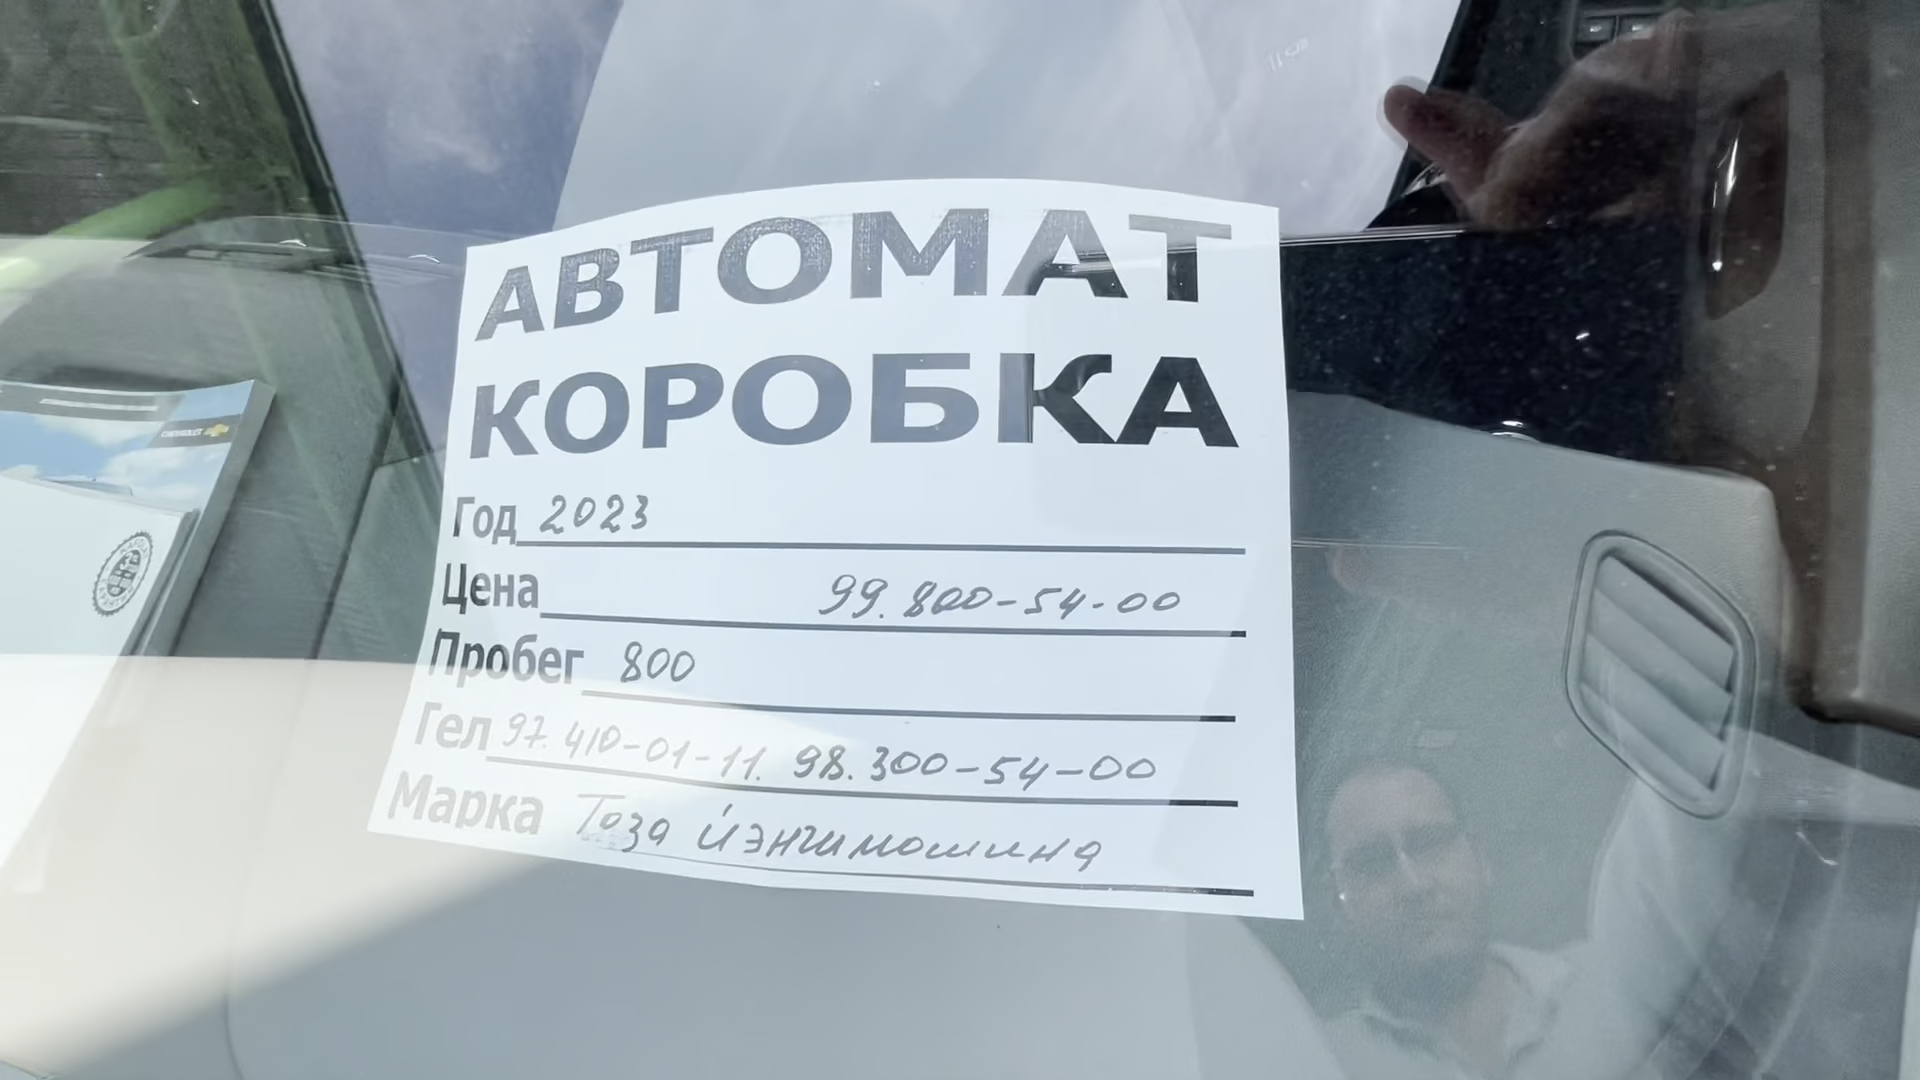 АВТОМАТ
КОРОБКА
Год 2023
Цена 99.800-54-00
Пробег 800
Тел 97.410-01-11. 98.300-54-00
Марка Тоза йэнгимошина
CHEVROLET